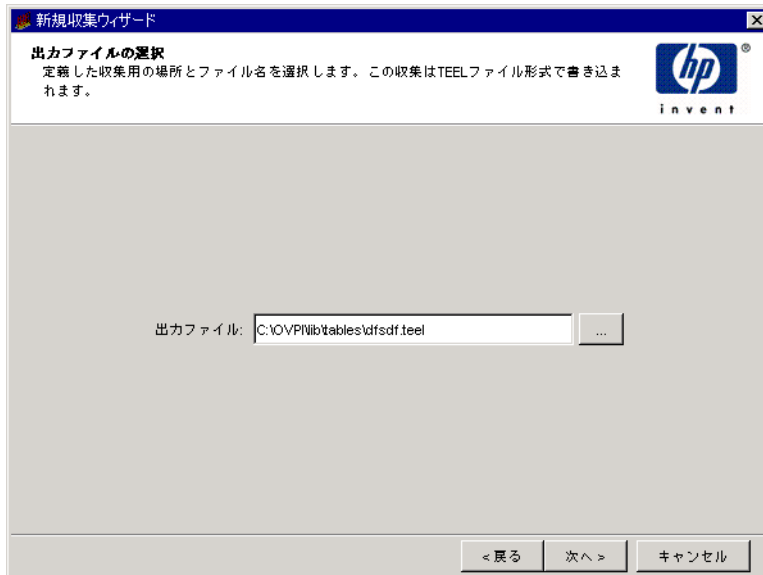 新規収集ウィザード
出力ファイルの選択
定義した収集用の場所とファイル名を選択します。この収集はTEELファイル形式で書き込ま
れます。
hp
®
invent
出力ファイル: C:\OVPI\lib\tables\dfsdf.teel ...
<戻る 次へ> キャンセル